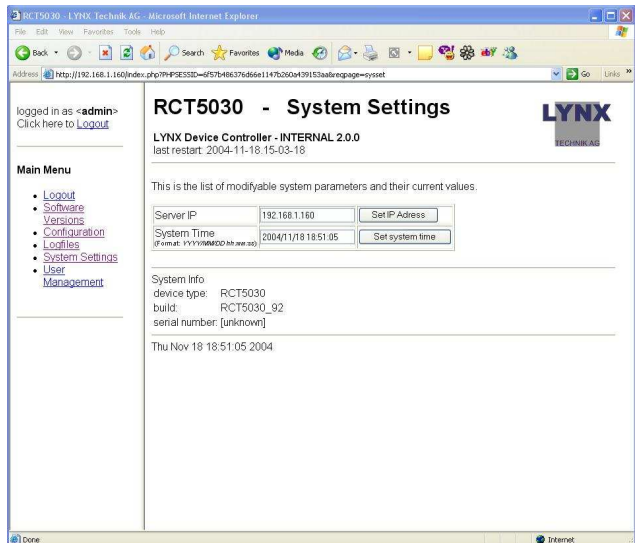 RCT5030 - LYNX Technik AG - Microsoft Internet Explorer
File Edit View Favorites Tools Help
Back Search Favorites Media
Address http://192.168.1.160/index.php?PHPSESSID=6f57b486376d66e1147b260a439153aa&reqpage=sysset Go Links »
logged in as <admin>
Click here to Logout
Main Menu
Logout
Software
Versions
Configuration
Logfiles
System Settings
User
Management
RCT5030 - System Settings
LYNX
TECHNIK AG
LYNX Device Controller - INTERNAL 2.0.0
last restart: 2004-11-18.15-03-18
This is the list of modifyable system parameters and their current values.
Server IP 192.168.1.160 Set IP Adress
System Time
(Format: YYYY/MM/DD hh:mm:ss) 2004/11/18 18:51:05 Set system time
System Info
device type: RCT5030
build: RCT5030_92
serial number: [unknown]
Thu Nov 18 18:51:05 2004
Done Internet